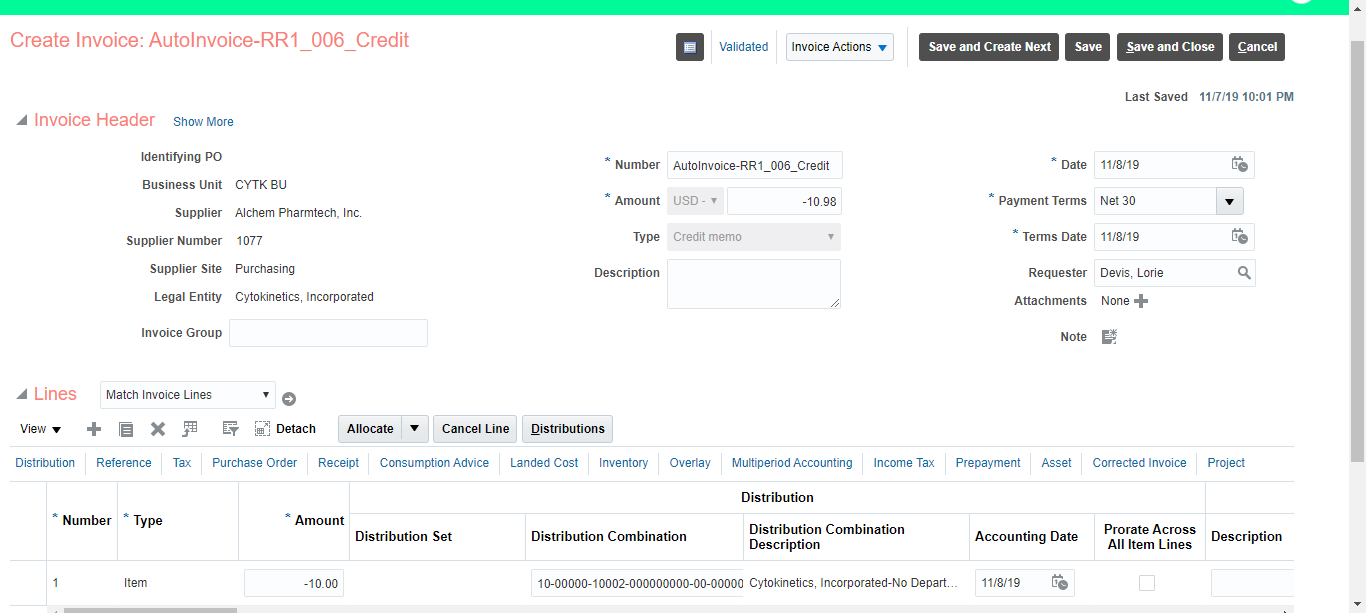 Create Invoice: AutoInvoice-RR1_006_Credit
Validated
Invoice Actions
Save and Create Next
Save
Save and Close
Cancel
Last Saved 11/7/19 10:01 PM
Invoice Header Show More
Identifying PO
Business Unit CYTK BU
Supplier Alchem Pharmtech, Inc.
Supplier Number 1077
Supplier Site Purchasing
Legal Entity Cytokinetics, Incorporated
Invoice Group
* Number AutoInvoice-RR1_006_Credit
* Amount USD - -10.98
Type Credit memo
Description
* Date 11/8/19
* Payment Terms Net 30
* Terms Date 11/8/19
Requester Devis, Lorie
Attachments None
Note
Lines Match Invoice Lines
View Detach Allocate Cancel Line Distributions
Distribution Reference Tax Purchase Order Receipt Consumption Advice Landed Cost Inventory Overlay Multiperiod Accounting Income Tax Prepayment Asset Corrected Invoice Project
Distribution
* Number * Type * Amount
Distribution Set
Distribution Combination
Distribution Combination
Description
Accounting Date
Prorate Across
All Item Lines
Description
1 Item -10.00 10-00000-10002-000000000-00-00000 Cytokinetics, Incorporated-No Depart... 11/8/19